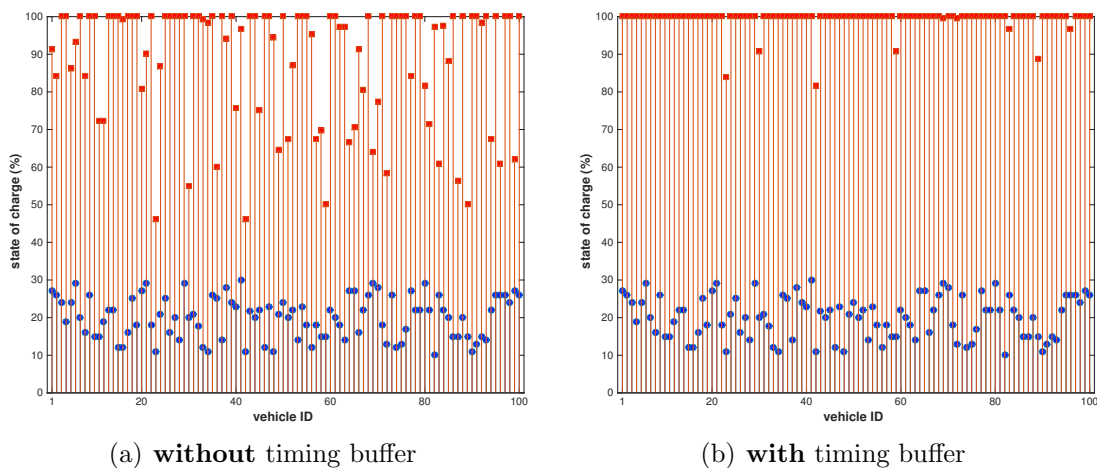 100
90
80
70
60
50
40
30
20
10
0
state of charge (%)
1 20 40 60 80 100
vehicle ID
(a) without timing buffer
100
90
80
70
60
50
40
30
20
10
0
state of charge (%)
1 20 40 60 80 100
vehicle ID
(b) with timing buffer